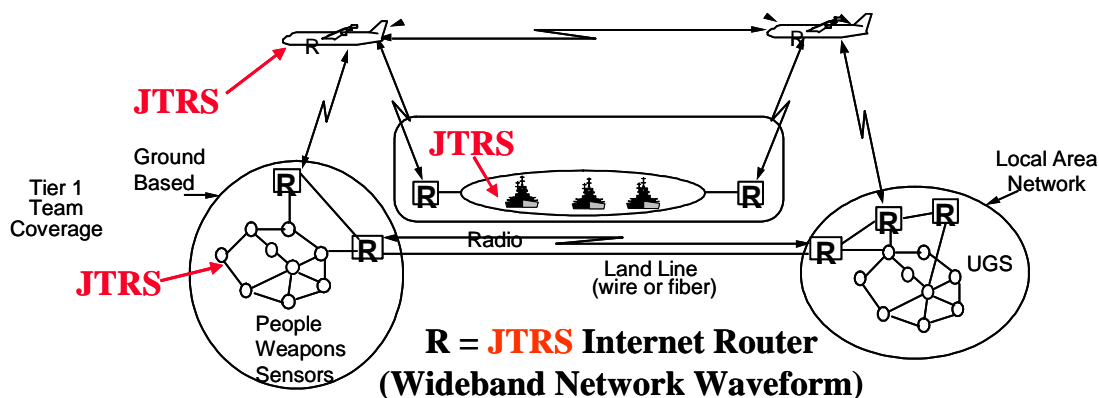 R
R
JTRS
JTRS
Ground
Based
Tier 1
Team
Coverage
Local Area
Network
R
R
R
R
R
R
R
Radio
JTRS
Land Line
(wire or fiber)
UGS
People
Weapons
Sensors
R = JTRS Internet Router
(Wideband Network Waveform)